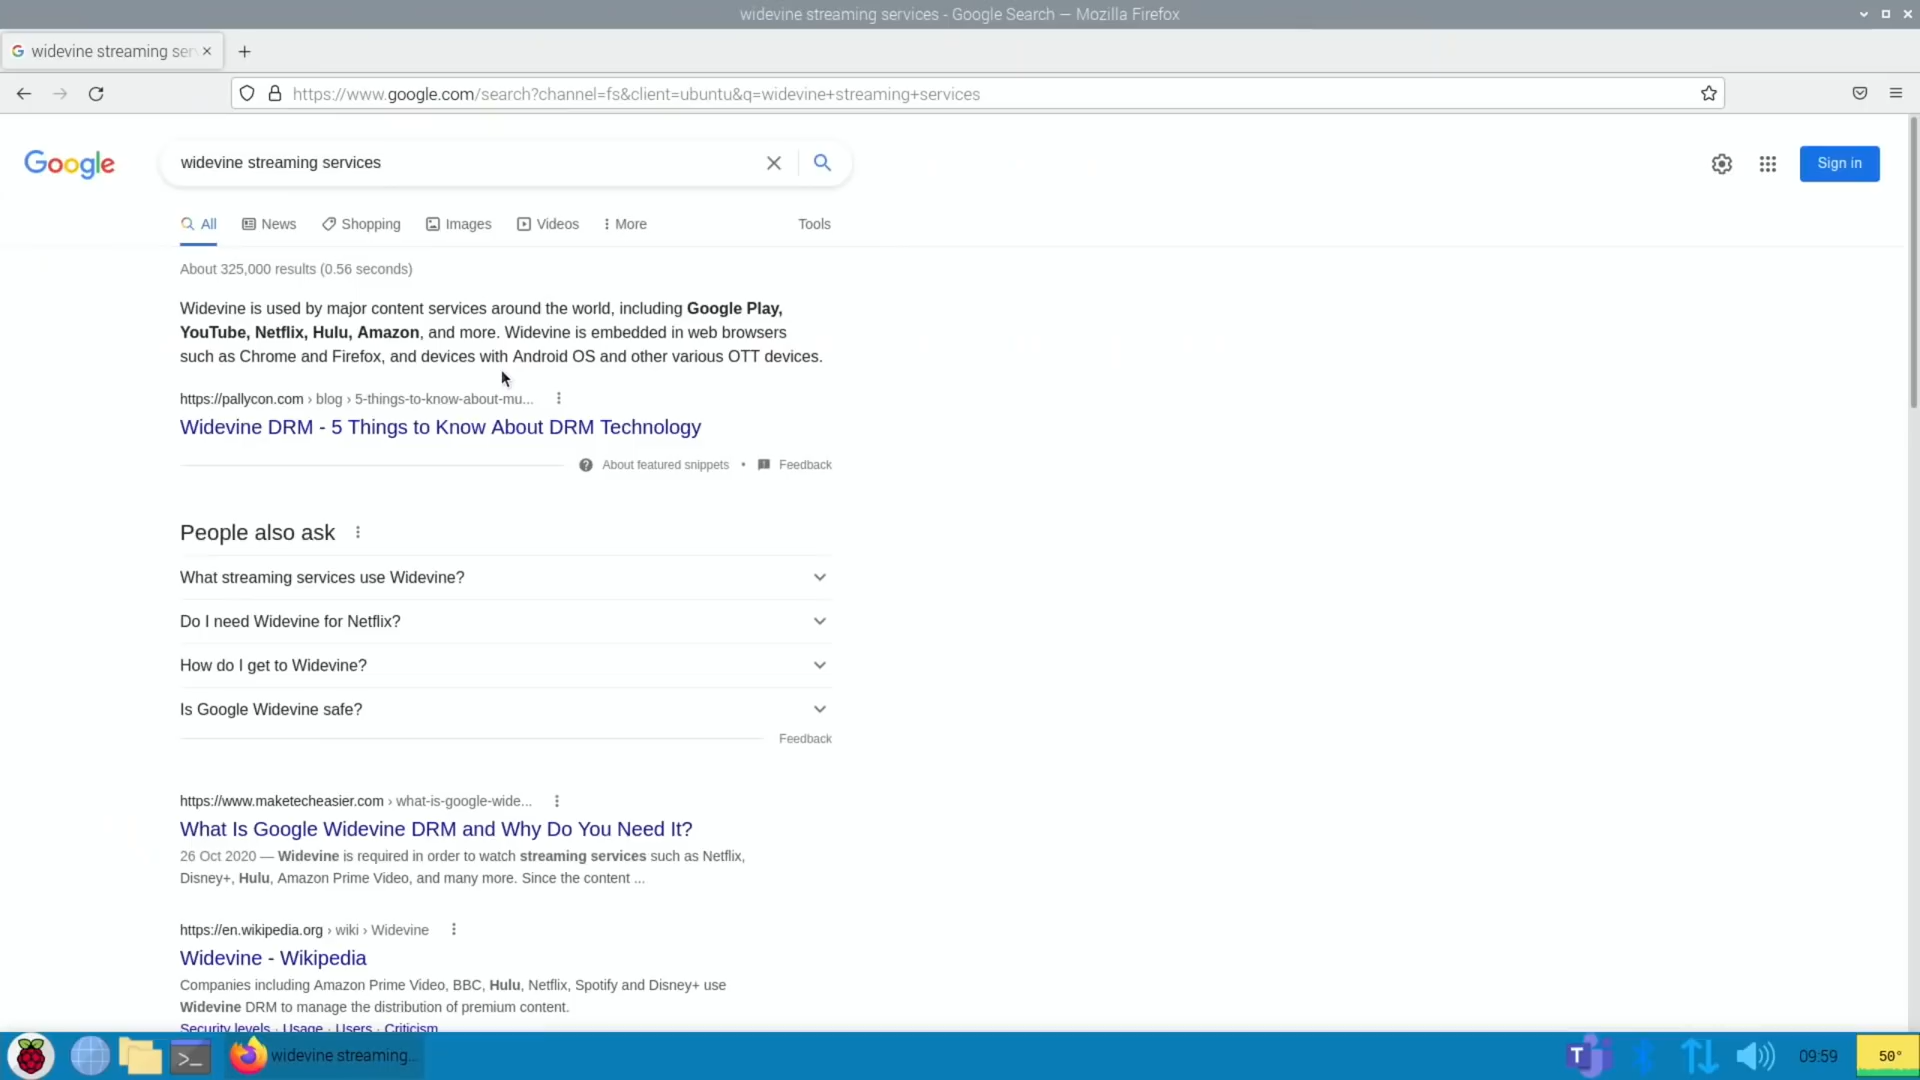 widevine streaming services - Google Search — Mozilla Firefox
widevine streaming ser
https://www.google.com/search?channel=fs&client=ubuntu&q=widevine+streaming+services
Google
widevine streaming services
Sign in
All
News
Shopping
Images
Videos
More
Tools
About 325,000 results (0.56 seconds)
Widevine is used by major content services around the world, including Google Play,
YouTube, Netflix, Hulu, Amazon, and more. Widevine is embedded in web browsers
such as Chrome and Firefox, and devices with Android OS and other various OTT devices.
https://pallycon.com › blog › 5-things-to-know-about-mu...
Widevine DRM - 5 Things to Know About DRM Technology
About featured snippets • Feedback
People also ask
What streaming services use Widevine?
Do I need Widevine for Netflix?
How do I get to Widevine?
Is Google Widevine safe?
Feedback
https://www.maketecheasier.com › what-is-google-wide...
What Is Google Widevine DRM and Why Do You Need It?
26 Oct 2020 — Widevine is required in order to watch streaming services such as Netflix,
Disney+, Hulu, Amazon Prime Video, and many more. Since the content ...
https://en.wikipedia.org › wiki › Widevine
Widevine - Wikipedia
Companies including Amazon Prime Video, BBC, Hulu, Netflix, Spotify and Disney+ use
Widevine DRM to manage the distribution of premium content.
Security levels · Usage · Users · Criticism
widevine streaming...
T
09:59
50°